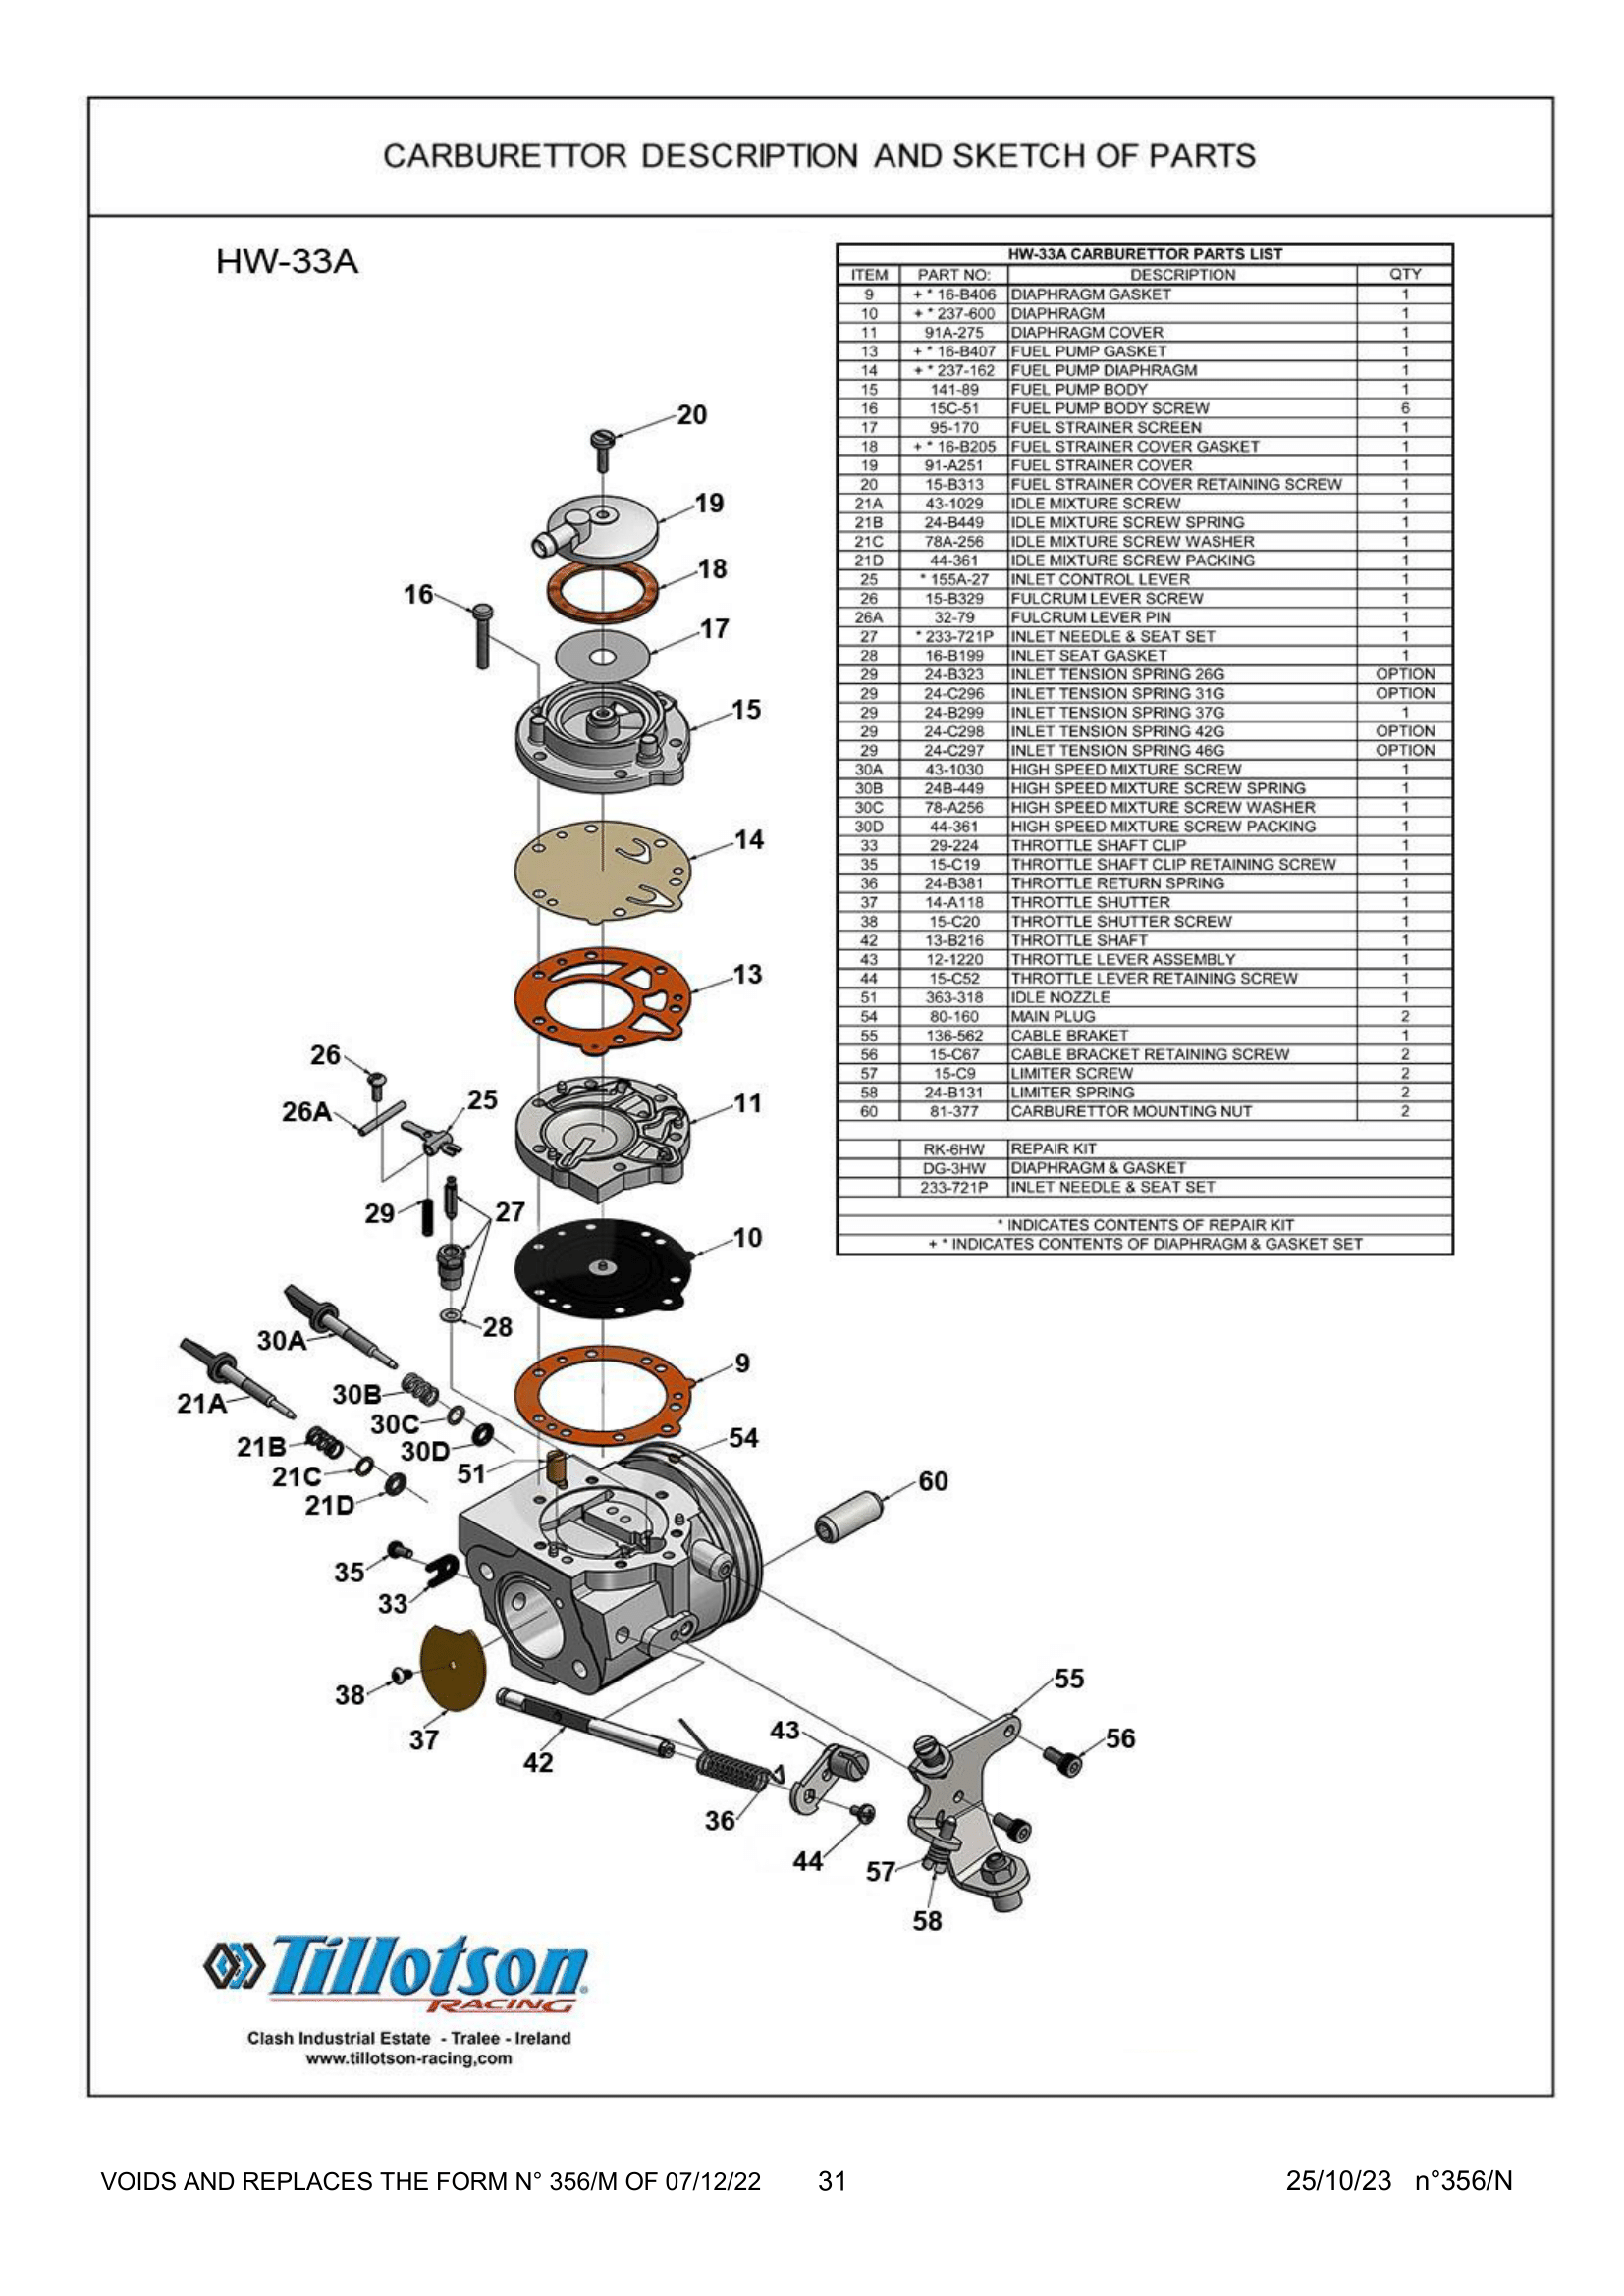 CARBURETTOR DESCRIPTION AND SKETCH OF PARTS
HW-33A
HW-33A CARBURETTOR PARTS LIST
ITEM PART NO: DESCRIPTION QTY
9 + * 16-B406 DIAPHRAGM GASKET 1
10 + * 237-600 DIAPHRAGM 1
11 91A-275 DIAPHRAGM COVER 1
13 + * 16-B407 FUEL PUMP GASKET 1
14 + * 237-162 FUEL PUMP DIAPHRAGM 1
15 141-89 FUEL PUMP BODY 1
16 15C-51 FUEL PUMP BODY SCREW 6
17 95-170 FUEL STRAINER SCREEN 1
18 + * 16-B205 FUEL STRAINER COVER GASKET 1
19 91-A251 FUEL STRAINER COVER 1
20 15-B313 FUEL STRAINER COVER RETAINING SCREW 1
21A 43-1029 IDLE MIXTURE SCREW 1
21B 24-B449 IDLE MIXTURE SCREW SPRING 1
21C 78A-256 IDLE MIXTURE SCREW WASHER 1
21D 44-361 IDLE MIXTURE SCREW PACKING 1
25 * 155A-27 INLET CONTROL LEVER 1
26 15-B329 FULCRUM LEVER SCREW 1
26A 32-79 FULCRUM LEVER PIN 1
27 * 233-721P INLET NEEDLE & SEAT SET 1
28 16-B199 INLET SEAT GASKET 1
29 24-B323 INLET TENSION SPRING 26G OPTION
29 24-C296 INLET TENSION SPRING 31G OPTION
29 24-B299 INLET TENSION SPRING 37G 1
29 24-C298 INLET TENSION SPRING 42G OPTION
29 24-C297 INLET TENSION SPRING 46G OPTION
30A 43-1030 HIGH SPEED MIXTURE SCREW 1
30B 24B-449 HIGH SPEED MIXTURE SCREW SPRING 1
30C 78-A256 HIGH SPEED MIXTURE SCREW WASHER 1
30D 44-361 HIGH SPEED MIXTURE SCREW PACKING 1
33 29-224 THROTTLE SHAFT CLIP 1
35 15-C19 THROTTLE SHAFT CLIP RETAINING SCREW 1
36 24-B381 THROTTLE RETURN SPRING 1
37 14-A118 THROTTLE SHUTTER 1
38 15-C20 THROTTLE SHUTTER SCREW 1
42 13-B216 THROTTLE SHAFT 1
43 12-1220 THROTTLE LEVER ASSEMBLY 1
44 15-C52 THROTTLE LEVER RETAINING SCREW 1
51 363-318 IDLE NOZZLE 1
54 80-160 MAIN PLUG 2
55 136-562 CABLE BRAKET 1
56 15-C67 CABLE BRACKET RETAINING SCREW 2
57 15-C9 LIMITER SCREW 2
58 24-B131 LIMITER SPRING 2
60 81-377 CARBURETTOR MOUNTING NUT 2
RK-6HW REPAIR KIT
DG-3HW DIAPHRAGM & GASKET
233-721P INLET NEEDLE & SEAT SET
* INDICATES CONTENTS OF REPAIR KIT
+ * INDICATES CONTENTS OF DIAPHRAGM & GASKET SET
20
19
18
16
17
15
14
13
26
26A
25
11
29
27
10
28
30A
9
21A
30B
30C
54
21B
30D
51
21C
60
21D
35
33
55
38
43
56
37
42
36
44
57
58
Tillotson
RACING
Clash Industrial Estate - Tralee - Ireland
www.tillotson-racing,com
VOIDS AND REPLACES THE FORM N° 356/M OF 07/12/22 31 25/10/23 n°356/N